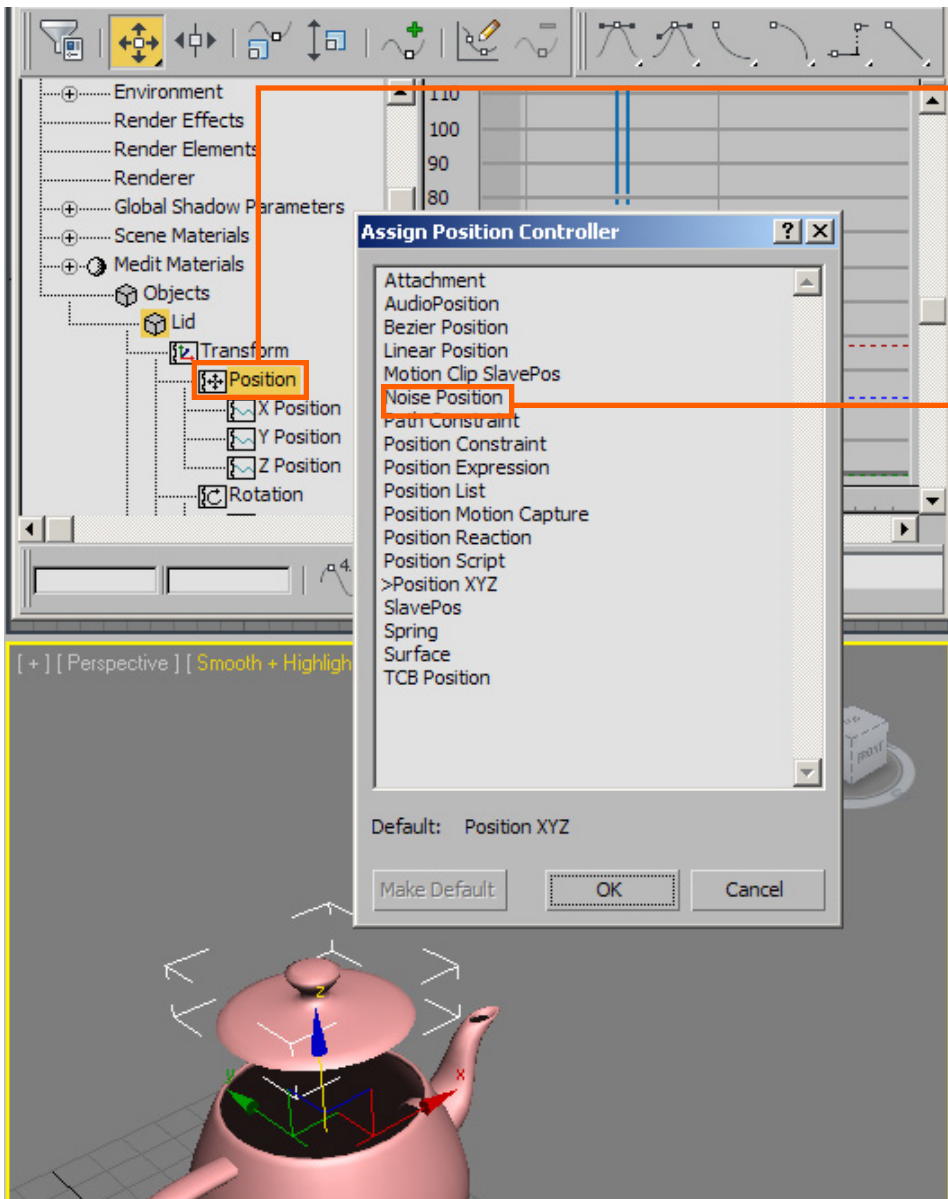 Environment
Render Effects
Render Elements
Renderer
Global Shadow Parameters
Scene Materials
Medit Materials
Objects
Lid
Transform
Position
X Position
Y Position
Z Position
Rotation
110
100
90
80
4.
Assign Position Controller
Attachment
AudioPosition
Bezier Position
Linear Position
Motion Clip SlavePos
Noise Position
Path Constraint
Position Constraint
Position Expression
Position List
Position Motion Capture
Position Reaction
Position Script
>Position XYZ
SlavePos
Spring
Surface
TCB Position
Default: Position XYZ
Make Default OK Cancel
[ + ] [ Perspective ] [ Smooth + Highligh
FRONT
z
y
x